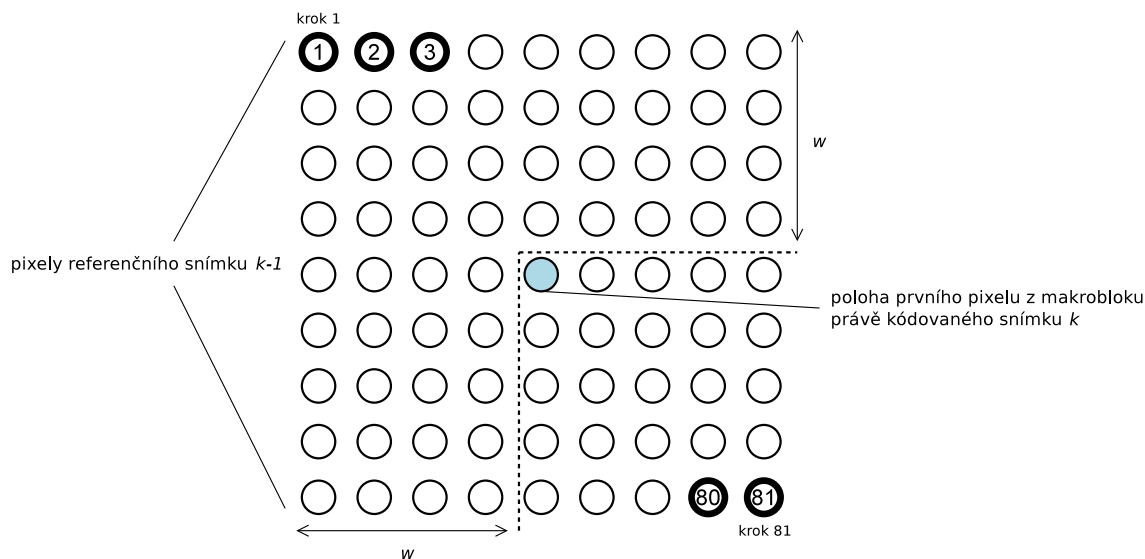 krok 1
1 2 3
w
pixely referenčního snímku k-1
poloha prvního pixelu z makrobloku
právě kódovaného snímku k
80 81
krok 81
w